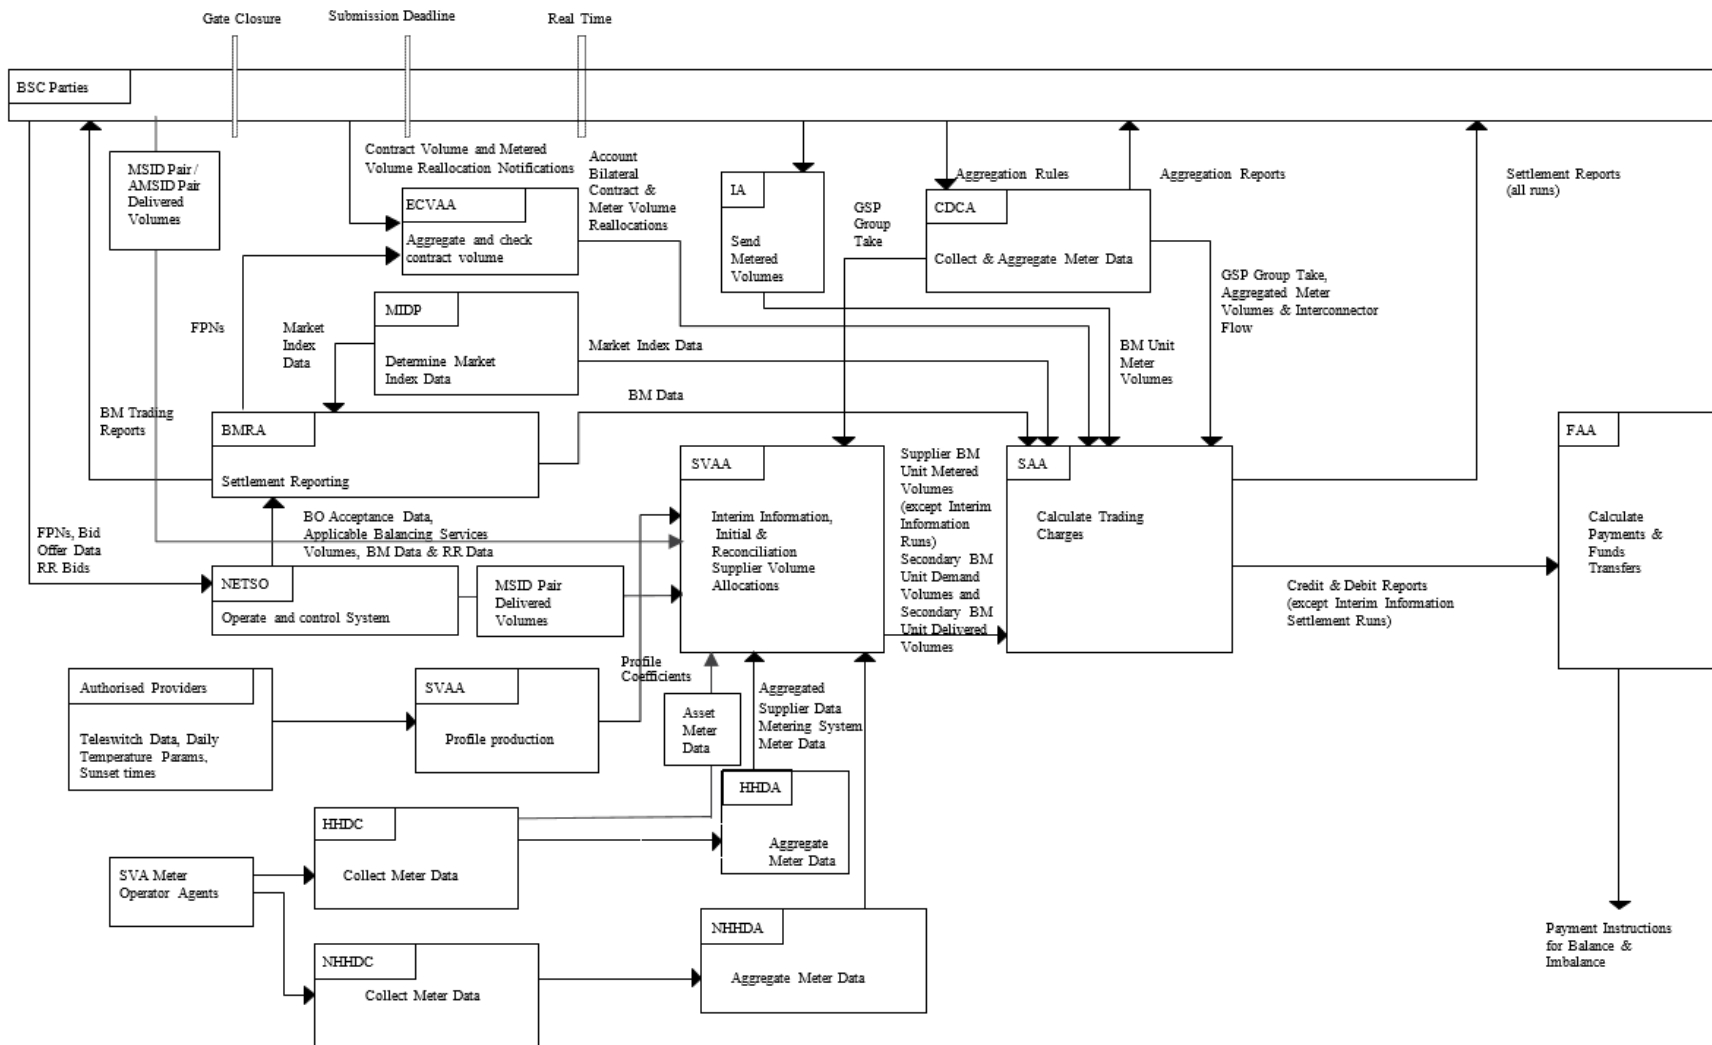 Gate Closure
Submission Deadline
Real Time
BSC Parties
MSID Pair /
AMSID Pair
Delivered
Volumes
Contract Volume and Metered
Volume Reallocation Notifications
Account
Bilateral
Contract &
Meter Volume
Reallocations
ECVAA
Aggregate and check
contract volume
IA
Send
Metered
Volumes
GSP
Group
Take
Aggregation Rules
CDCA
Collect & Aggregate Meter Data
Aggregation Reports
Settlement Reports
(all runs)
GSP Group Take,
Aggregated Meter
Volumes & Interconnector
Flow
FPNs
Market
Index
Data
MIDP
Determine Market
Index Data
Market Index Data
BM Unit
Meter
Volumes
BM Data
BM Trading
Reports
BMRA
Settlement Reporting
SVAA
Interim Information,
Initial &
Reconciliation
Supplier Volume
Allocations
Supplier BM
Unit Metered
Volumes
(except Interim
Information
Runs)
Secondary BM
Unit Demand
Volumes and
Secondary BM
Unit Delivered
Volumes
SAA
Calculate Trading
Charges
FAA
Calculate
Payments &
Funds
Transfers
FPNs, Bid
Offer Data
RR Bids
BO Acceptance Data,
Applicable Balancing Services
Volumes, BM Data & RR Data
NETSO
Operate and control System
MSID Pair
Delivered
Volumes
Credit & Debit Reports
(except Interim Information
Settlement Runs)
Authorised Providers
Teleswitch Data, Daily
Temperature Params,
Sunset times
SVAA
Profile production
Profile
Coefficients
Asset
Meter
Data
Aggregated
Supplier Data
Metering System
Meter Data
HHDA
Aggregate
Meter Data
HHDC
Collect Meter Data
SVA Meter
Operator Agents
NHHDA
Aggregate Meter Data
NHHDC
Collect Meter Data
Payment Instructions
for Balance &
Imbalance